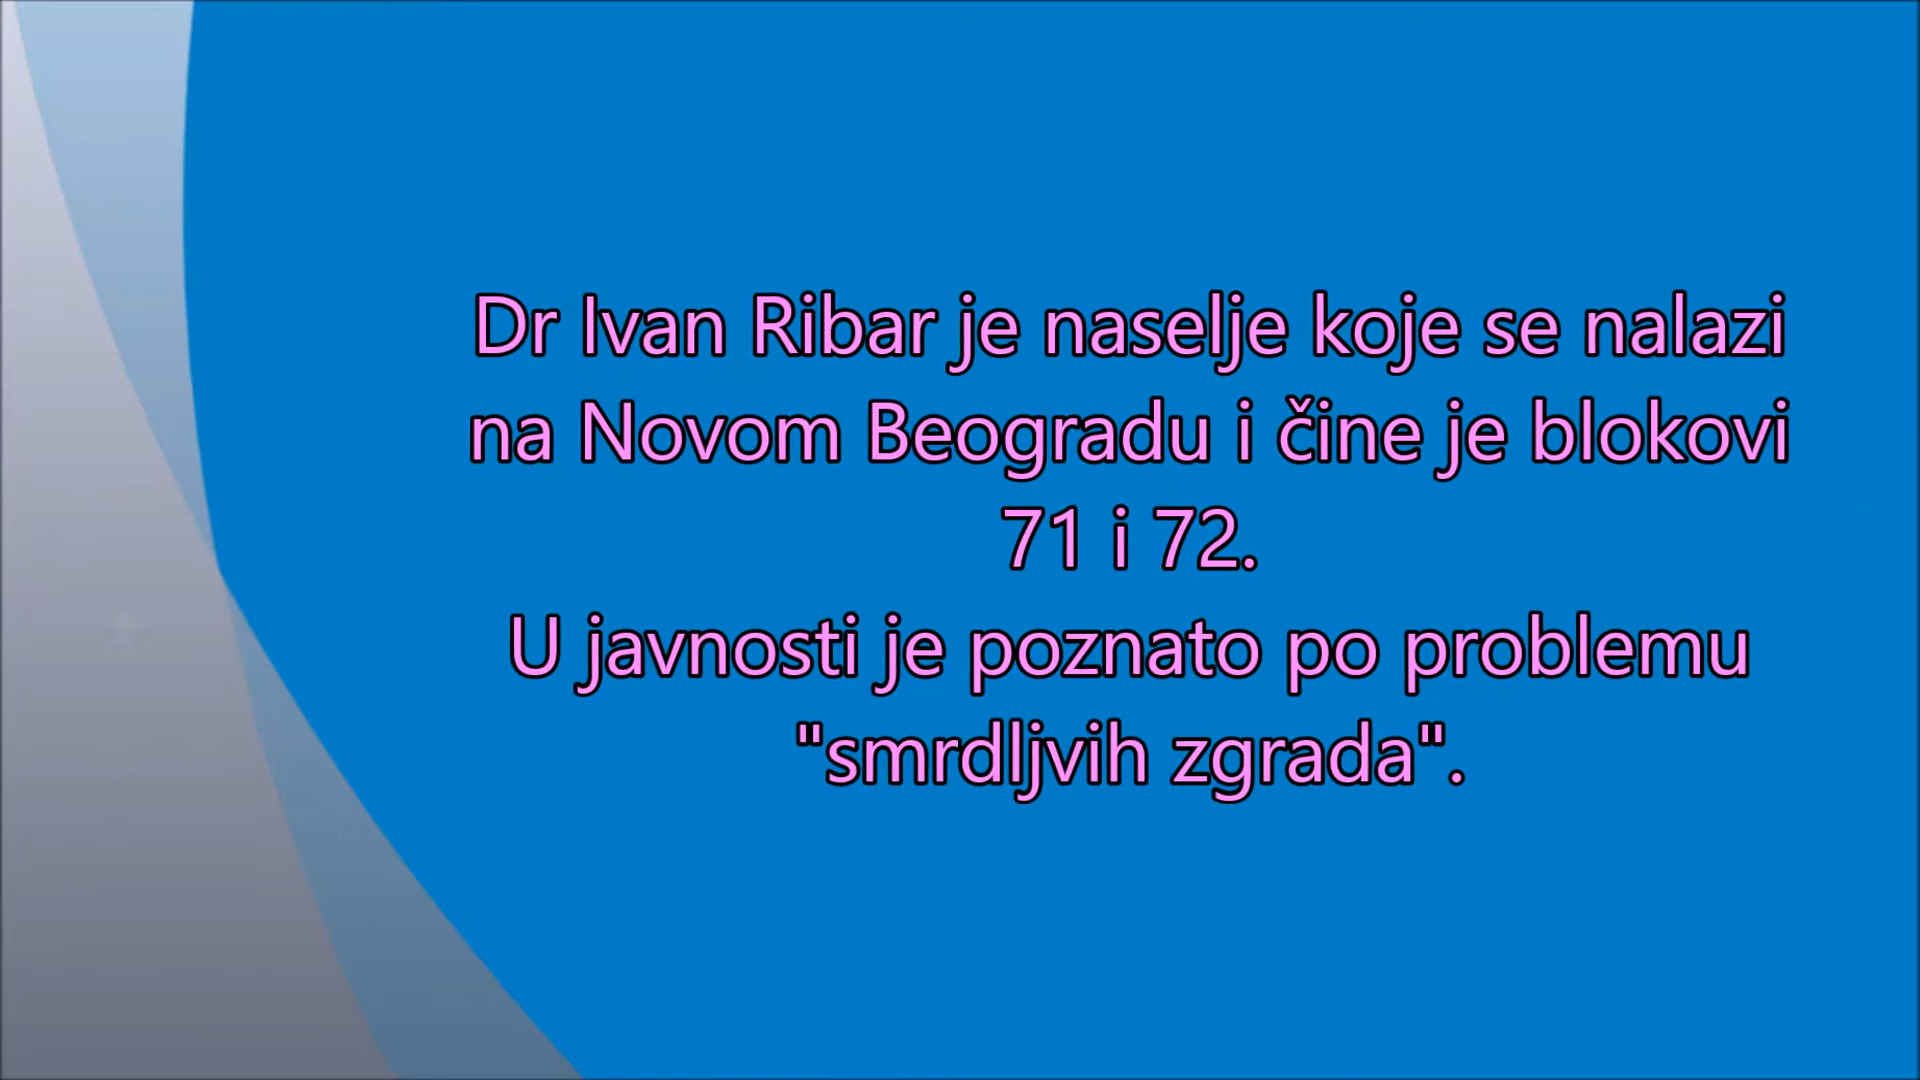 Dr Ivan Ribar je naselje koje se nalazi
na Novom Beogradu i čine je blokovi
71 i 72.
U javnosti je poznato po problemu
"smrdljvih zgrada".